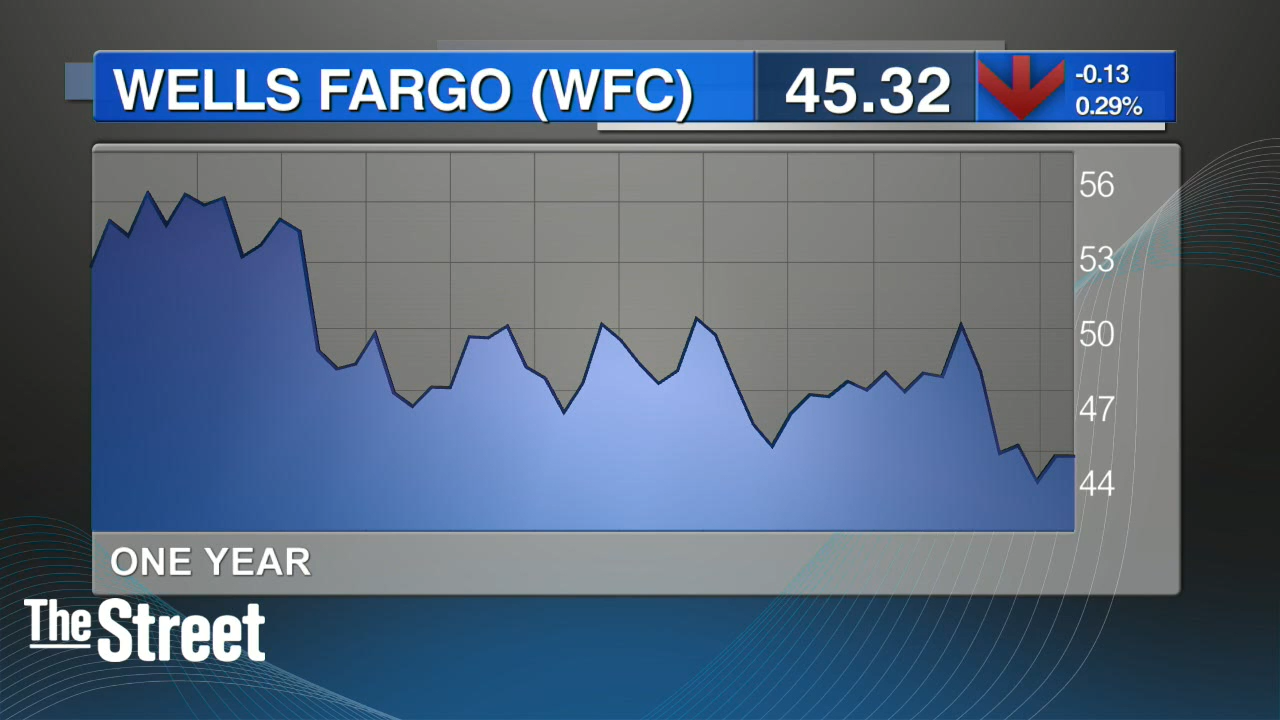 WELLS FARGO (WFC) 45.32 -0.13
0.29%
56
53
50
47
44
ONE YEAR
The Street